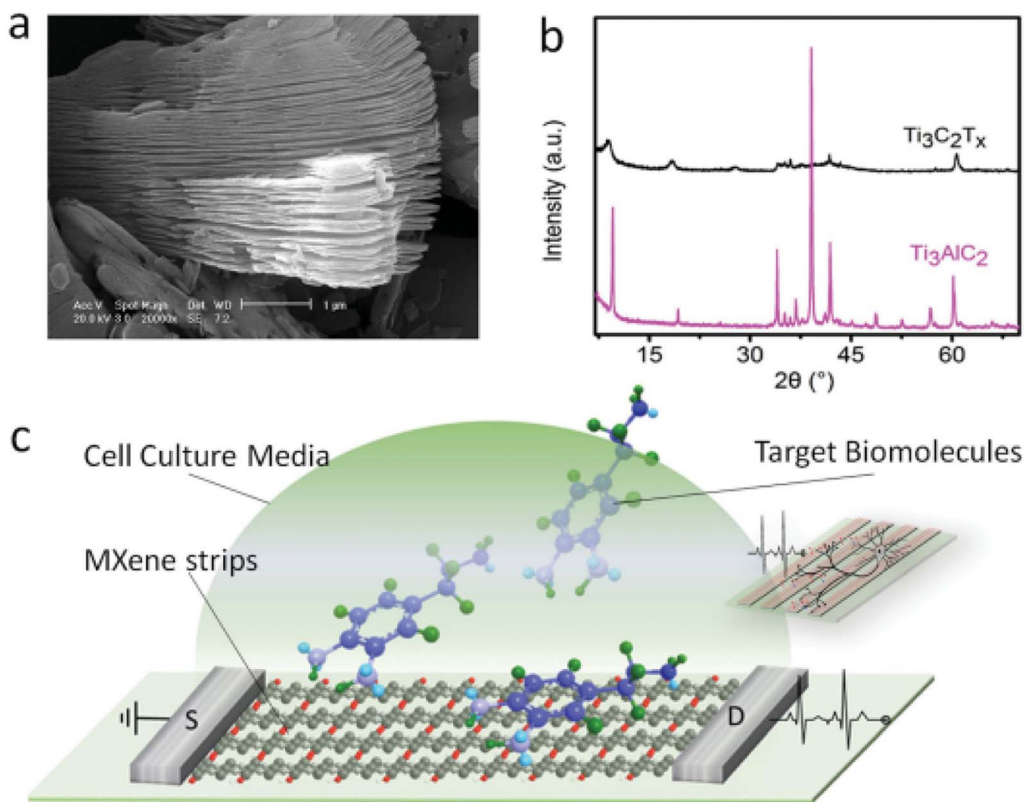 a
Acc.V Spot Magn Det WD 1 µm
20.0 kV 3.0 20000x SE 7.2
b
Intensity (a.u.)
Ti₃C₂Tₓ
Ti₃AlC₂
15 30 45 60
2θ (°)
c
Cell Culture Media
Target Biomolecules
MXene strips
S
D